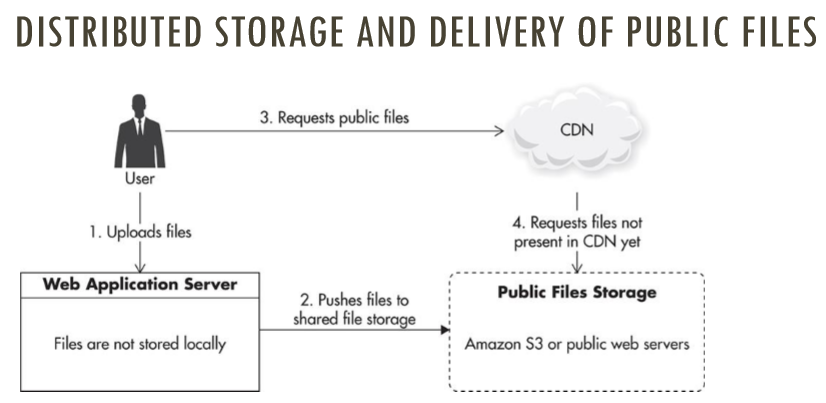 DISTRIBUTED STORAGE AND DELIVERY OF PUBLIC FILES
3. Requests public files
CDN
User
1. Uploads files
4. Requests files not
present in CDN yet
Web Application Server
Files are not stored locally
2. Pushes files to
shared file storage
Public Files Storage
Amazon S3 or public web servers